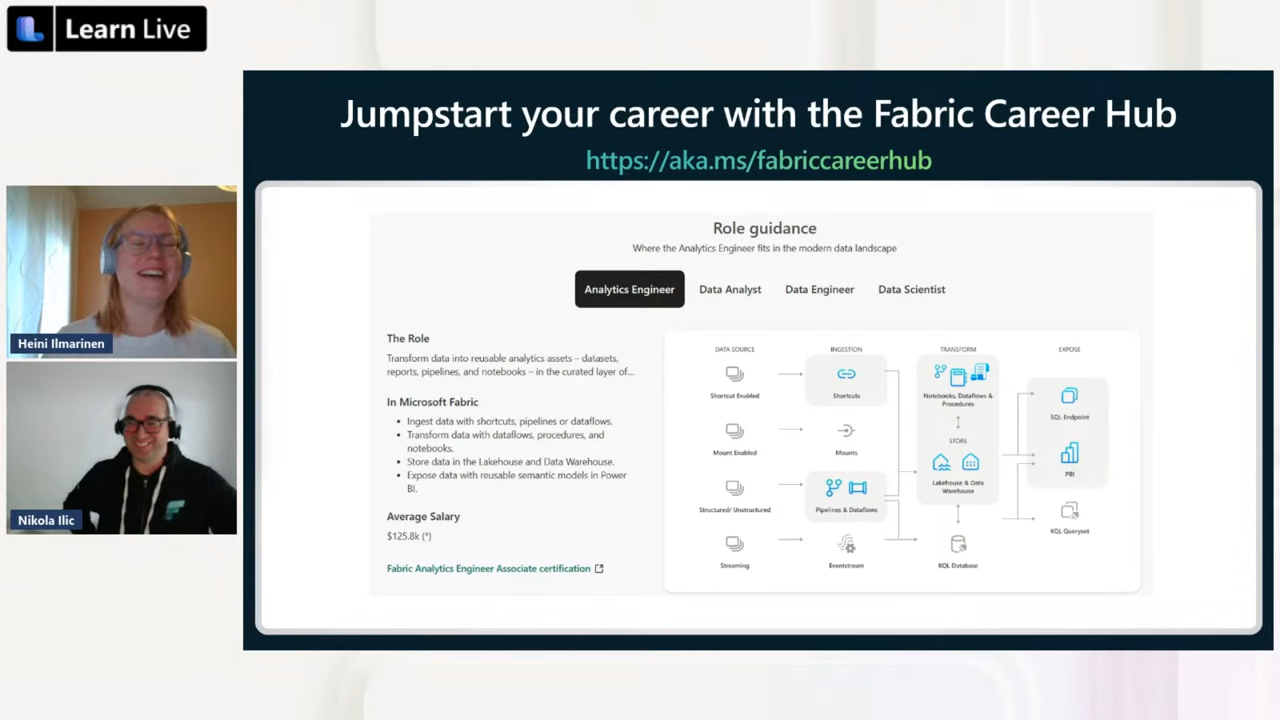 Learn Live
Jumpstart your career with the Fabric Career Hub
https://aka.ms/fabriccareerhub
Role guidance
Where the Analytics Engineer fits in the modern data landscape
Analytics Engineer
Data Analyst
Data Engineer
Data Scientist
The Role
Transform data into reusable analytics assets – datasets,
reports, pipelines, and notebooks – in the curated layer of...
In Microsoft Fabric
• Ingest data with shortcuts, pipelines or dataflows.
• Transform data with dataflows, procedures, and
notebooks.
• Store data in the Lakehouse and Data Warehouse.
• Expose data with reusable semantic models in Power
BI.
Average Salary
$125.8k (*)
Fabric Analytics Engineer Associate certification
DATA SOURCE
INGESTION
TRANSFORM
EXPOSE
Shortcut Enabled
Shortcuts
Notebooks, Dataflows &
Procedures
SQL Endpoint
Mount Enabled
Mounts
STORE
PBI
Lakehouse & Data
Warehouse
Structured/ Unstructured
Pipelines & Dataflows
KQL Queryset
Streaming
Eventstream
KQL Database
Heini Ilmarinen
Nikola Ilic